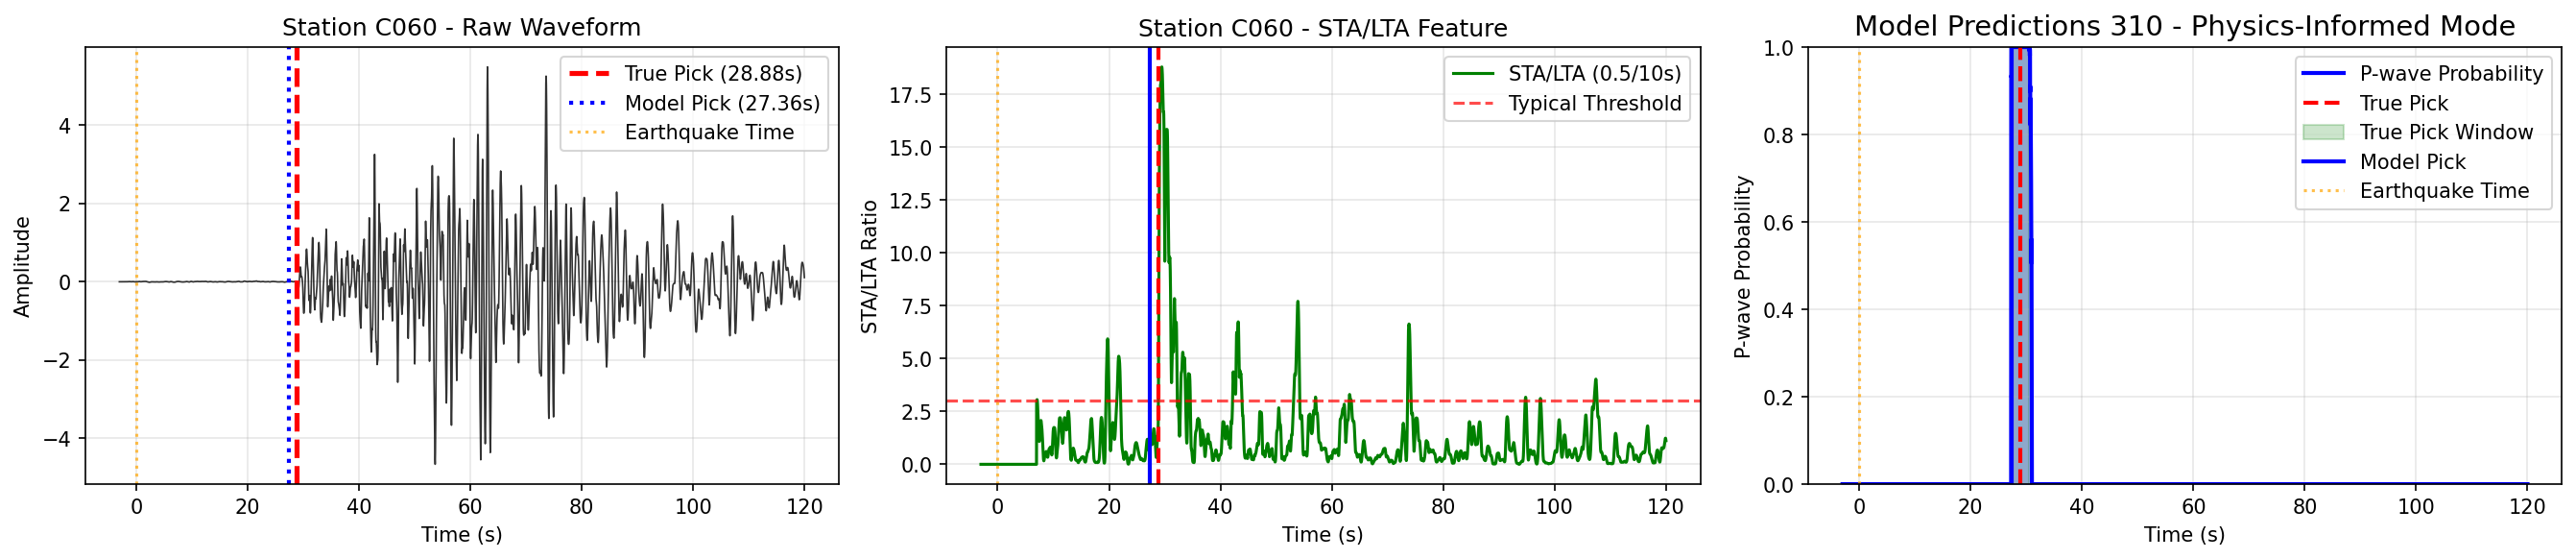 Station C060 - Raw Waveform
True Pick (28.88s)
Model Pick (27.36s)
Earthquake Time
Amplitude
4
2
0
−2
−4
0
20
40
60
80
100
120
Time (s)
Station C060 - STA/LTA Feature
STA/LTA (0.5/10s)
Typical Threshold
STA/LTA Ratio
17.5
15.0
12.5
10.0
7.5
5.0
2.5
0.0
0
20
40
60
80
100
120
Time (s)
Model Predictions 310 - Physics-Informed Mode
P-wave Probability
True Pick
True Pick Window
Model Pick
Earthquake Time
P-wave Probability
1.0
0.8
0.6
0.4
0.2
0.0
0
20
40
60
80
100
120
Time (s)